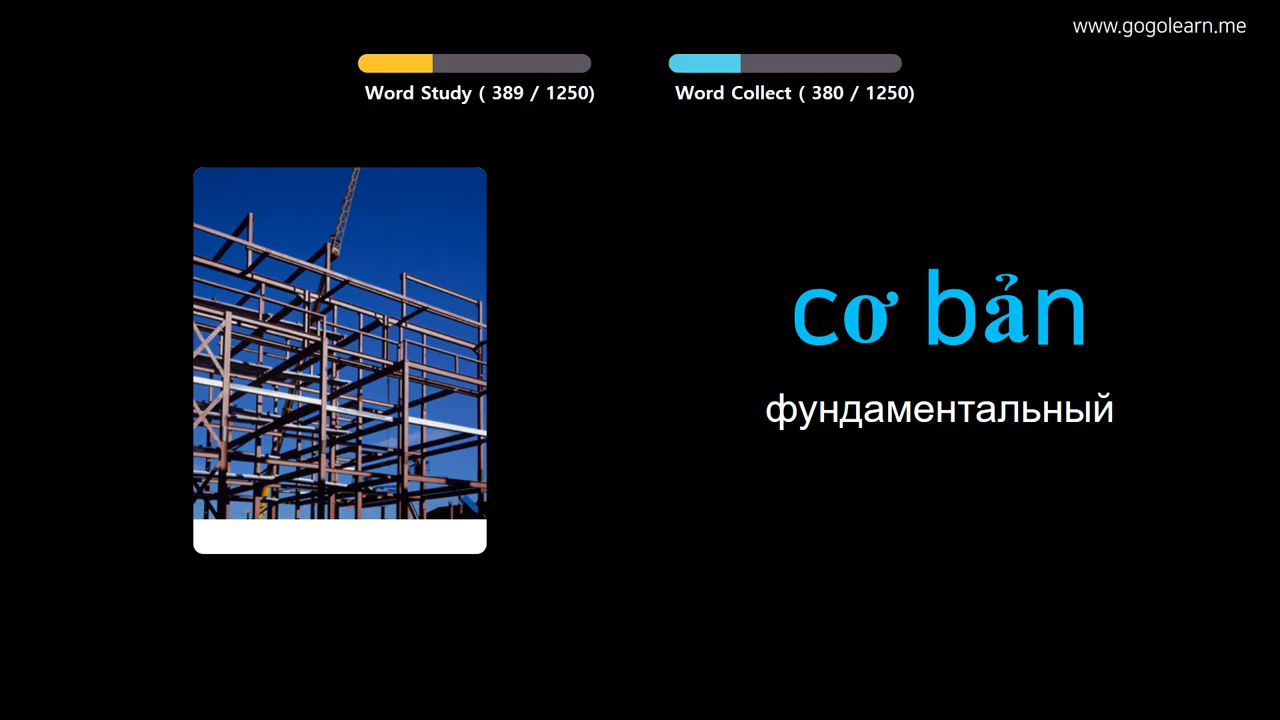 www.gogolearn.me
Word Study ( 389 / 1250)
Word Collect ( 380 / 1250)
cơ bản
фундаментальный